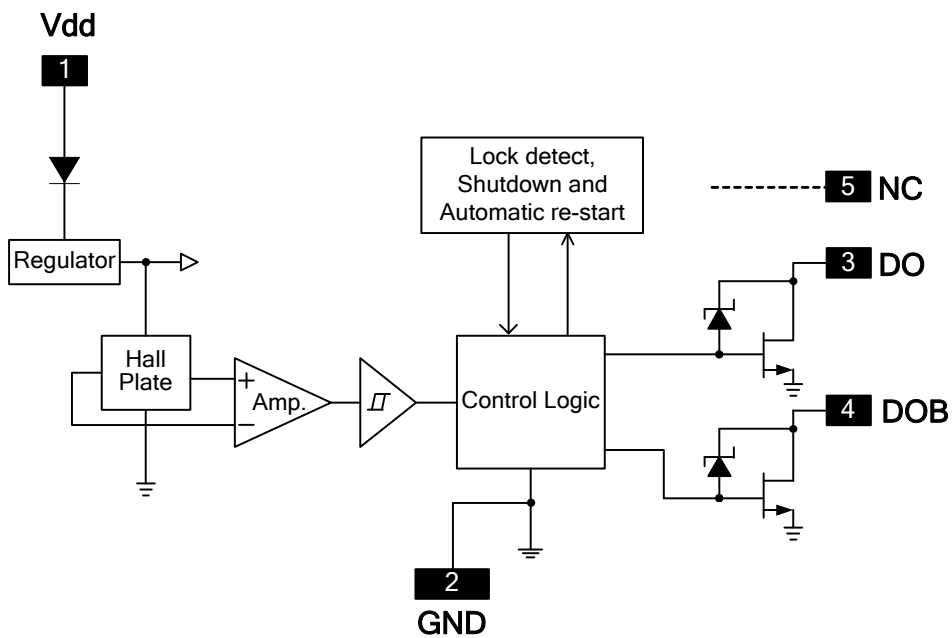 Vdd
1
Lock detect,
Shutdown and
Automatic re-start
5 NC
Regulator
3 DO
Hall
Plate
+
Amp.
−
Control Logic
4 DOB
2
GND